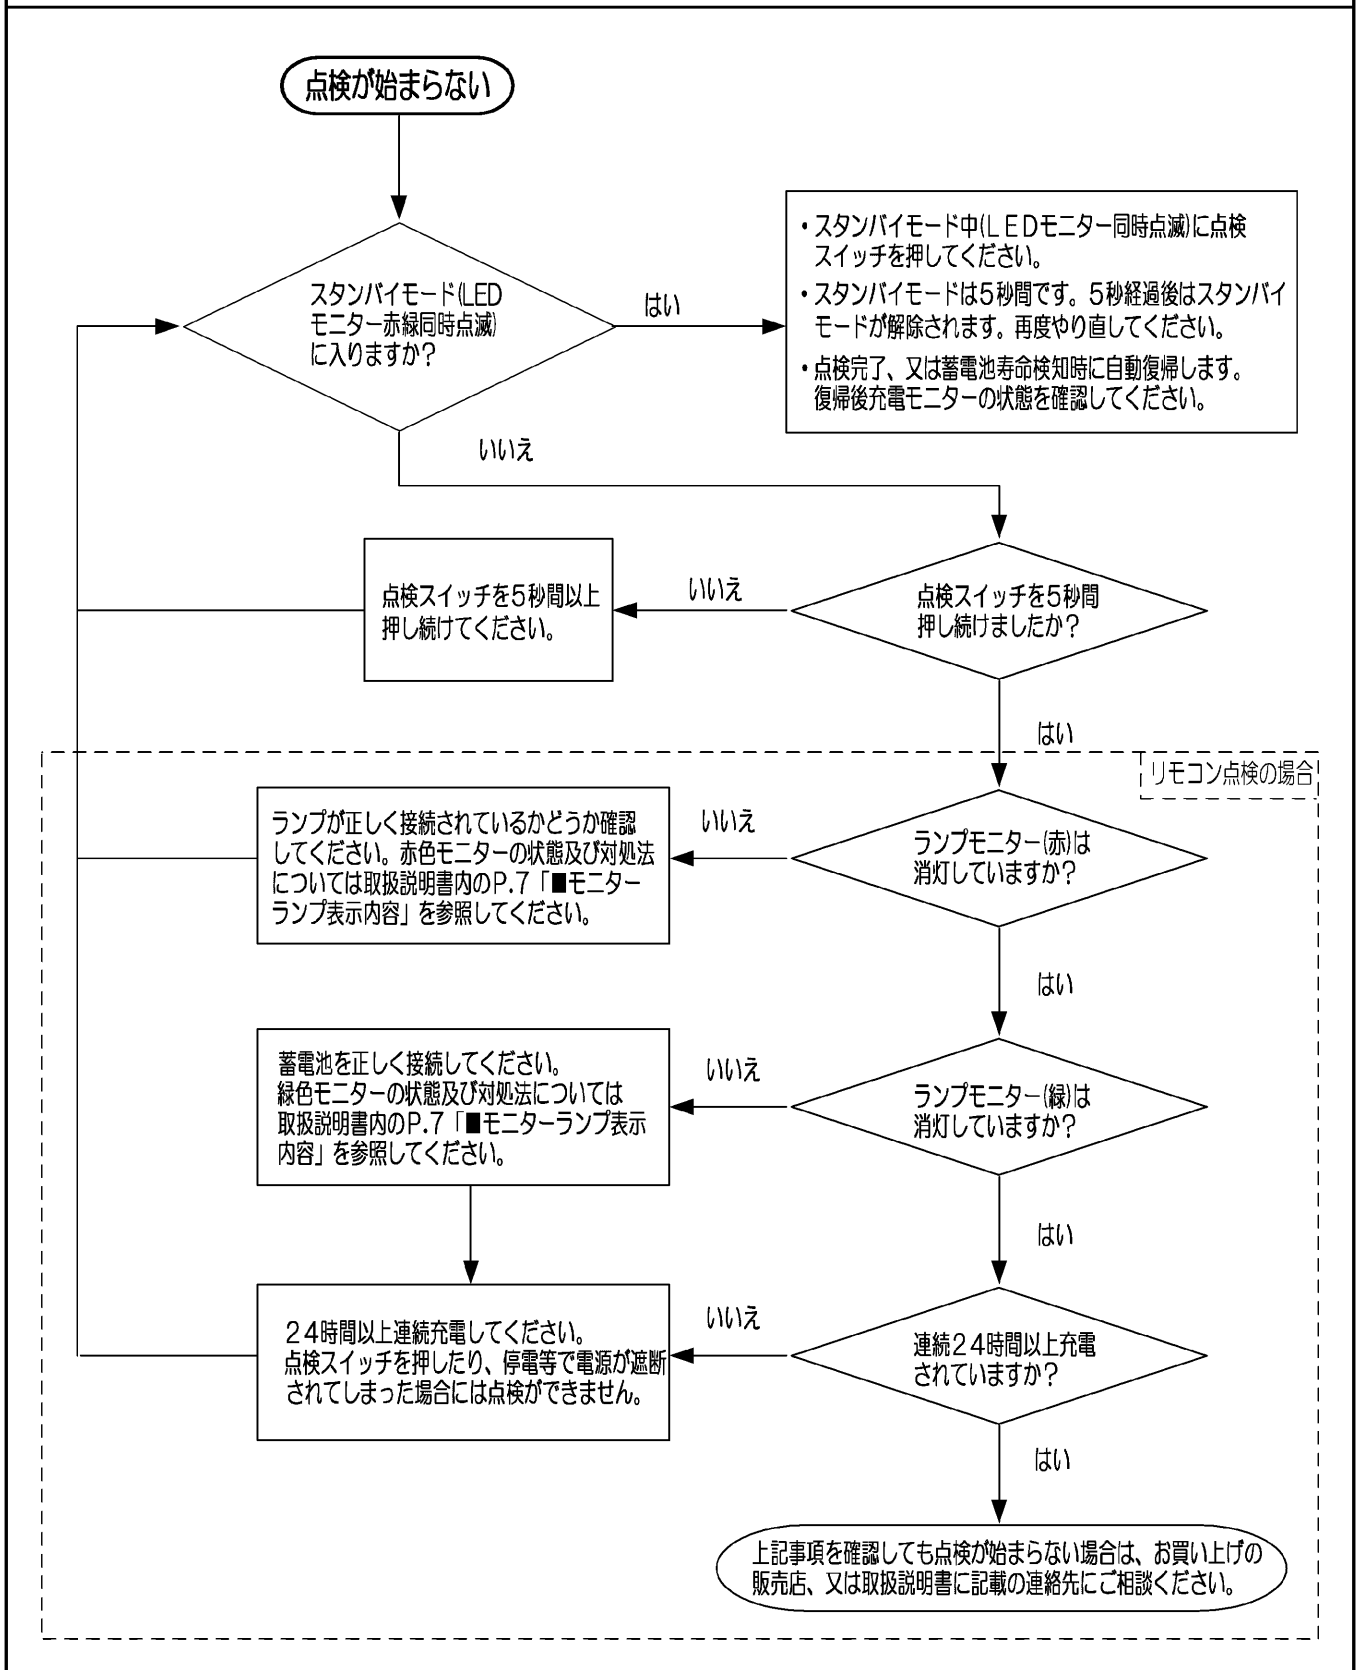 点検が始まらない
スタンバイモード(LED
モニター赤緑同時点滅)
に入りますか?
はい
・スタンバイモード中(LEDモニター同時点滅)に点検
スイッチを押してください。
・スタンバイモードは5秒間です。5秒経過後はスタンバイ
モードが解除されます。再度やり直してください。
・点検完了、又は蓄電池寿命検知時に自動復帰します。
復帰後充電モニターの状態を確認してください。
いいえ
点検スイッチを5秒間
押し続けましたか?
いいえ
点検スイッチを5秒間以上
押し続けてください。
はい
リモコン点検の場合
ランプモニター(赤)は
消灯していますか?
いいえ
ランプが正しく接続されているかどうか確認
してください。赤色モニターの状態及び対処法
については取扱説明書内のP.7「■モニター
ランプ表示内容」を参照してください。
はい
ランプモニター(緑)は
消灯していますか?
いいえ
蓄電池を正しく接続してください。
緑色モニターの状態及び対処法については
取扱説明書内のP.7「■モニターランプ表示
内容」を参照してください。
はい
連続24時間以上充電
されていますか?
いいえ
24時間以上連続充電してください。
点検スイッチを押したり、停電等で電源が遮断
されてしまった場合には点検ができません。
はい
上記事項を確認しても点検が始まらない場合は、お買い上げの
販売店、又は取扱説明書に記載の連絡先にご相談ください。